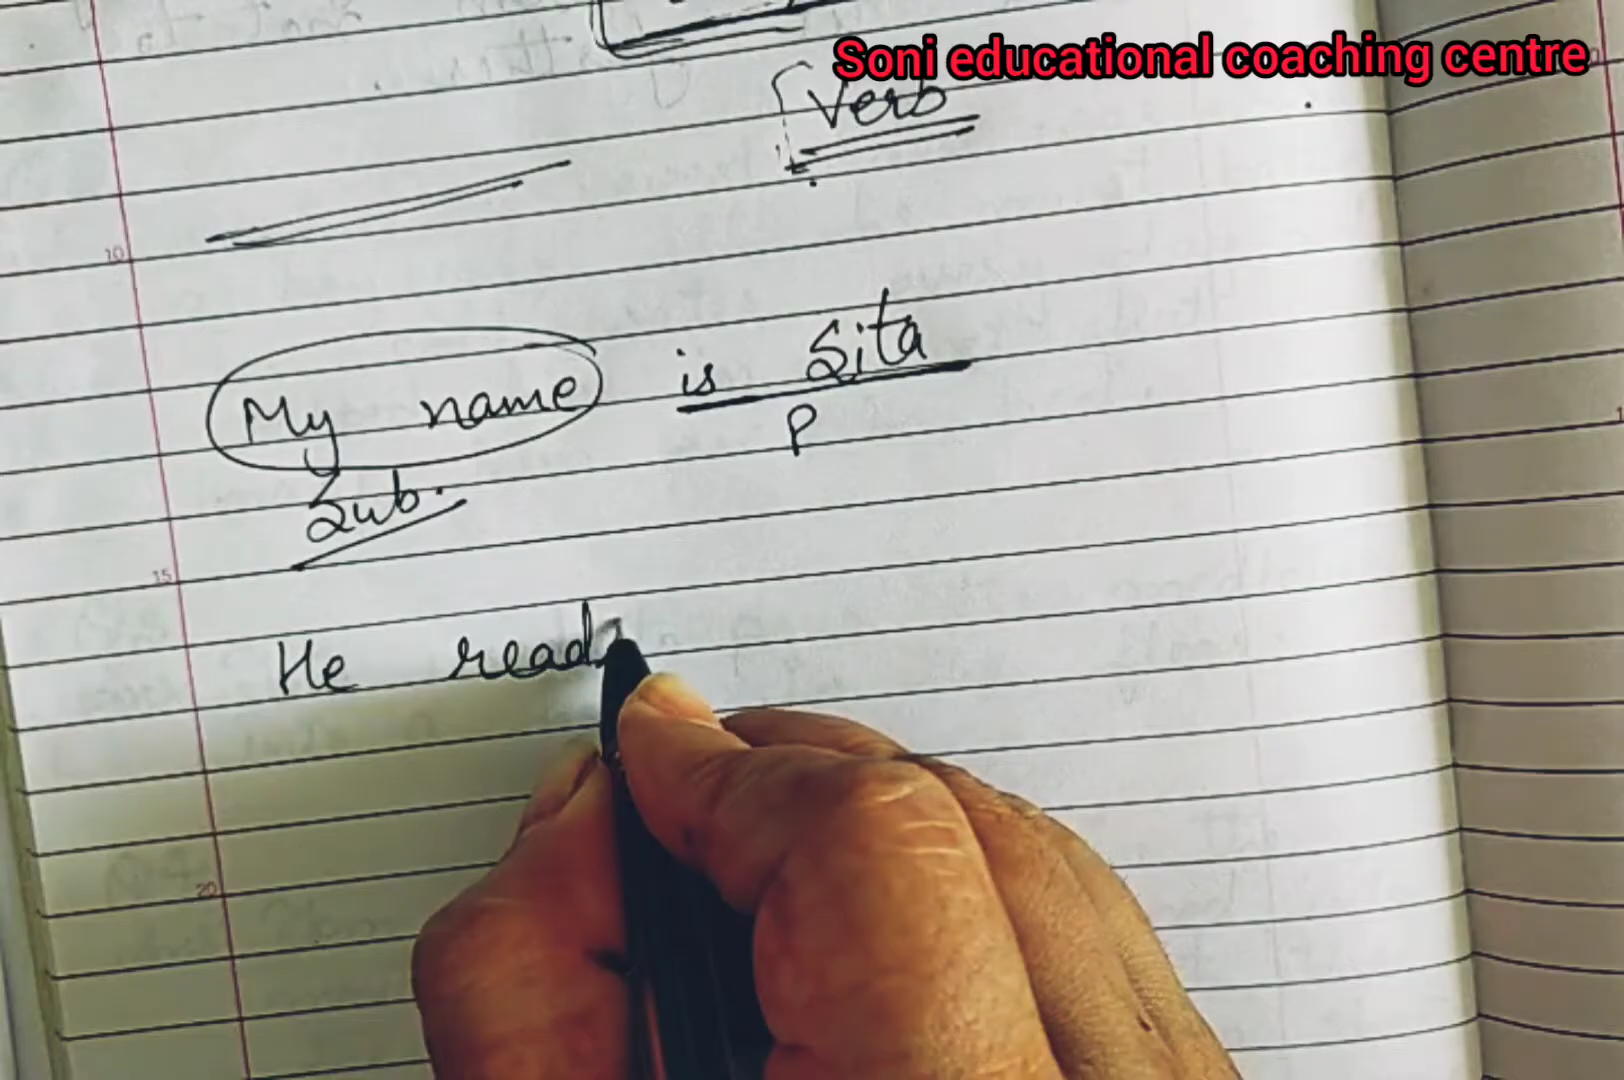 Soni educational coaching centre
Verb
My name is Sita
Sub. P
He read